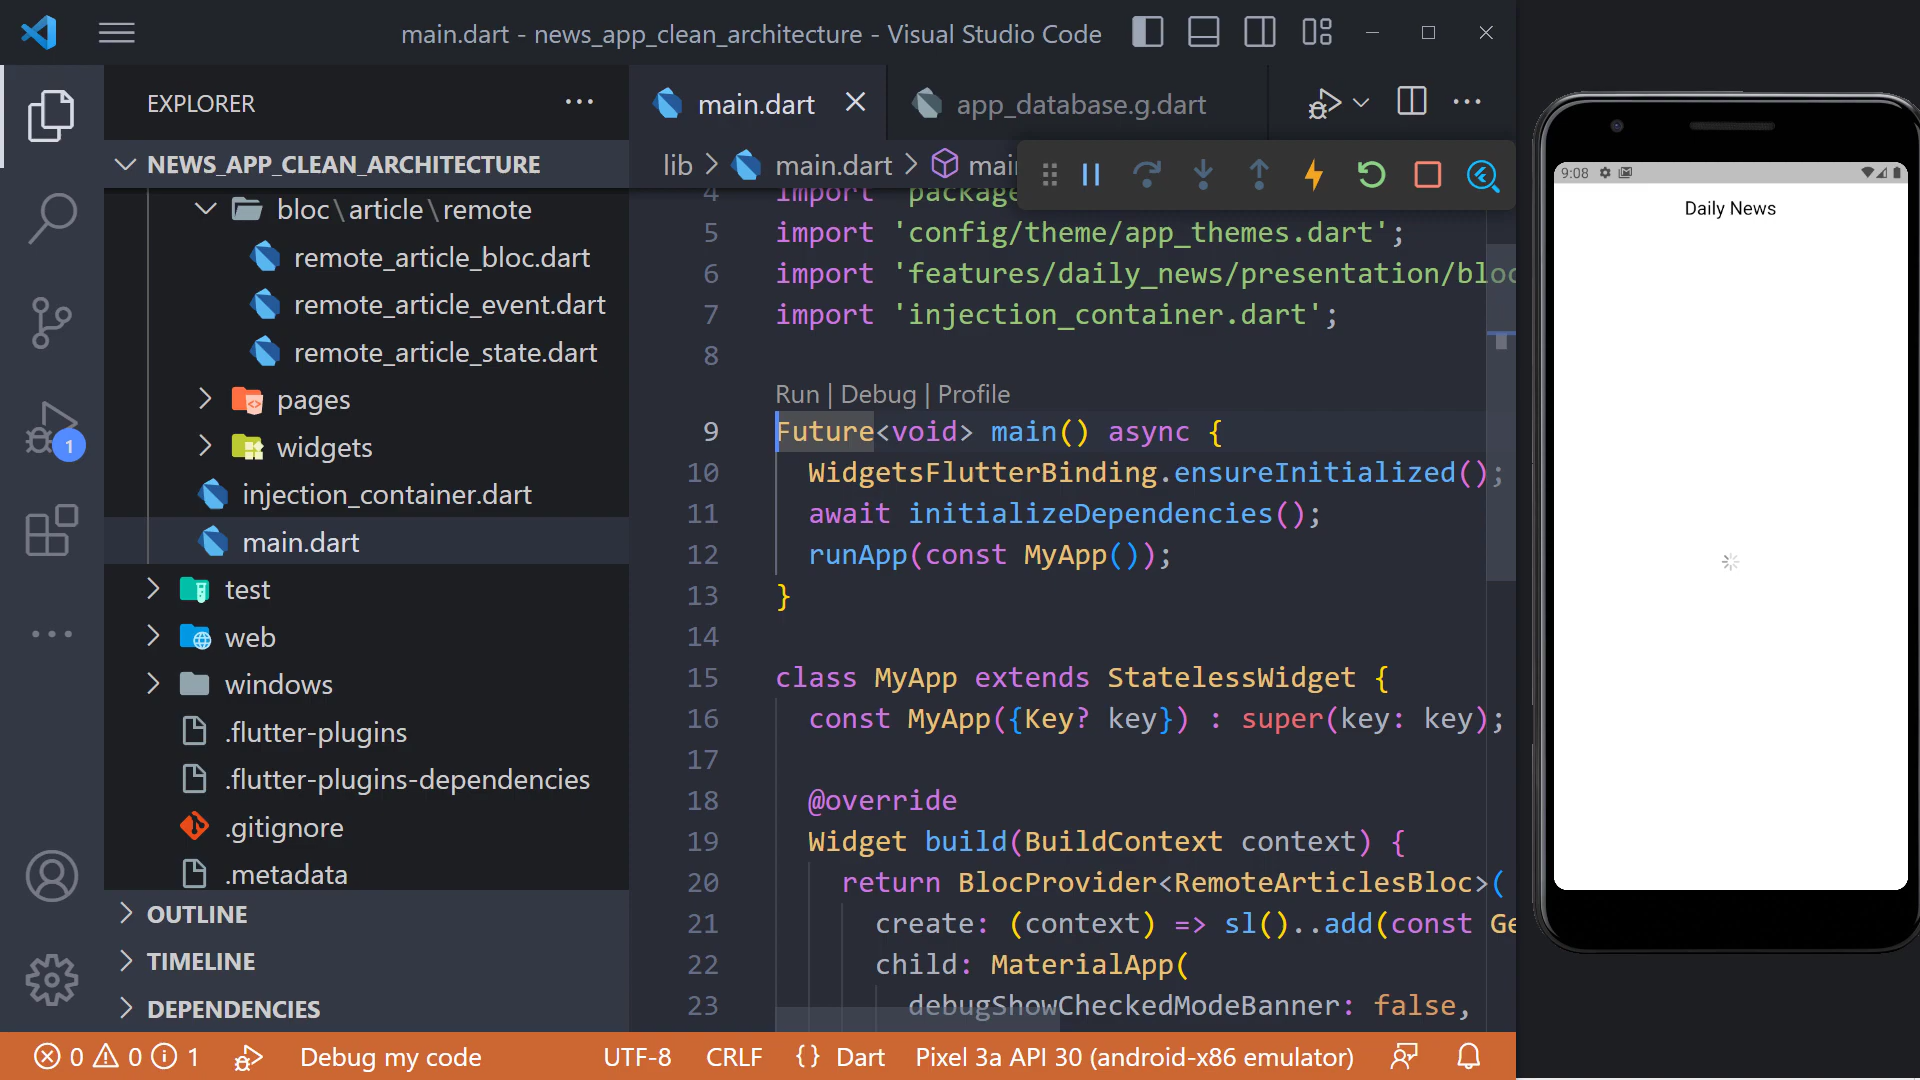 main.dart - news_app_clean_architecture - Visual Studio Code
EXPLORER
NEWS_APP_CLEAN_ARCHITECTURE
bloc\article\remote
remote_article_bloc.dart
remote_article_event.dart
remote_article_state.dart
pages
widgets
injection_container.dart
main.dart
test
web
windows
.flutter-plugins
.flutter-plugins-dependencies
.gitignore
.metadata
OUTLINE
TIMELINE
DEPENDENCIES
1
main.dart
app_database.g.dart
lib > main.dart > mai
4 import 'package
5 import 'config/theme/app_themes.dart';
6 import 'features/daily_news/presentation/bloc
7 import 'injection_container.dart';
8
Run | Debug | Profile
9 Future<void> main() async {
10 WidgetsFlutterBinding.ensureInitialized();
11 await initializeDependencies();
12 runApp(const MyApp());
13 }
14
15 class MyApp extends StatelessWidget {
16 const MyApp({Key? key}) : super(key: key);
17
18 @override
19 Widget build(BuildContext context) {
20 return BlocProvider<RemoteArticlesBloc>(
21 create: (context) => sl()..add(const Ge
22 child: MaterialApp(
23 debugShowCheckedModeBanner: false,
0 0 1 Debug my code UTF-8 CRLF {} Dart Pixel 3a API 30 (android-x86 emulator)
9:08
Daily News